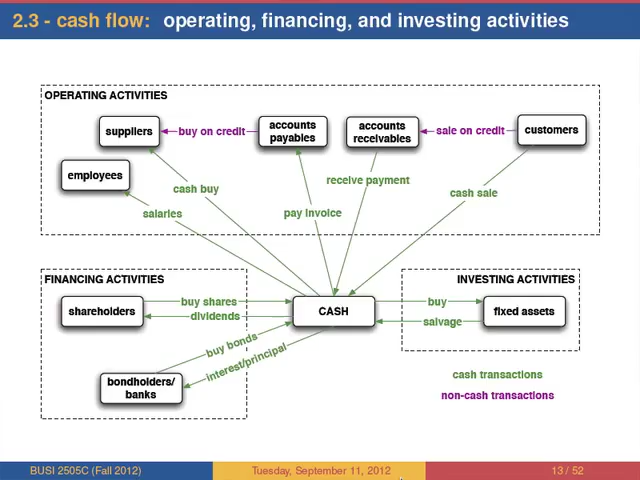 2.3 - cash flow: operating, financing, and investing activities
OPERATING ACTIVITIES
suppliers
buy on credit
accounts
payables
accounts
receivables
sale on credit
customers
employees
cash buy
receive payment
cash sale
salaries
pay invoice
FINANCING ACTIVITIES
INVESTING ACTIVITIES
shareholders
buy shares
dividends
CASH
buy
salvage
fixed assets
buy bonds
interest/principal
bondholders/
banks
cash transactions
non-cash transactions
BUSI 2505C (Fall 2012)
Tuesday, September 11, 2012
13 / 52